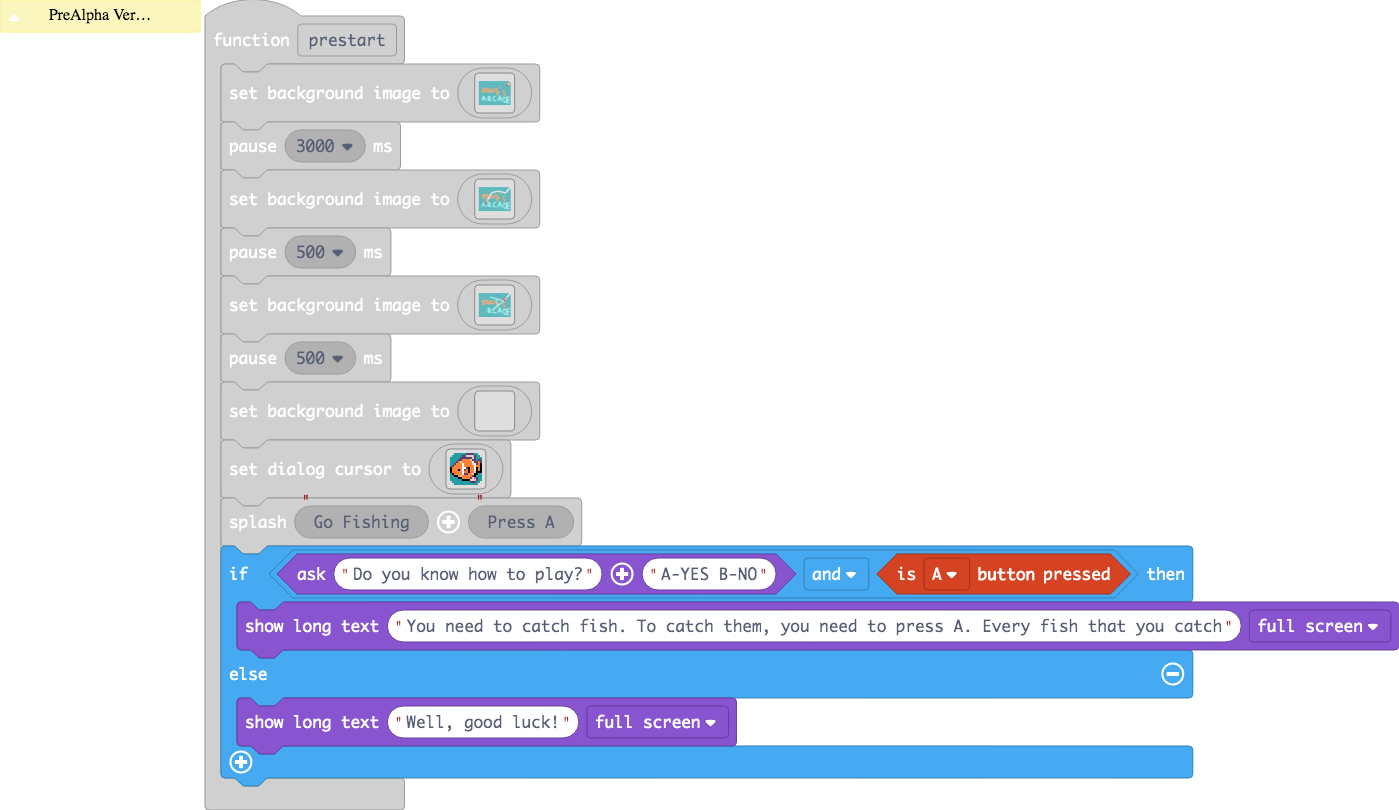 PreAlpha Ver…
function prestart
set background image to
pause 3000 ms
set background image to
pause 500 ms
set background image to
pause 500 ms
set background image to
set dialog cursor to
splash "Go Fishing" Press A
if ask "Do you know how to play?" "A-YES B-NO" and is A button pressed then
show long text "You need to catch fish. To catch them, you need to press A. Every fish that you catch" full screen
else
show long text "Well, good luck!" full screen